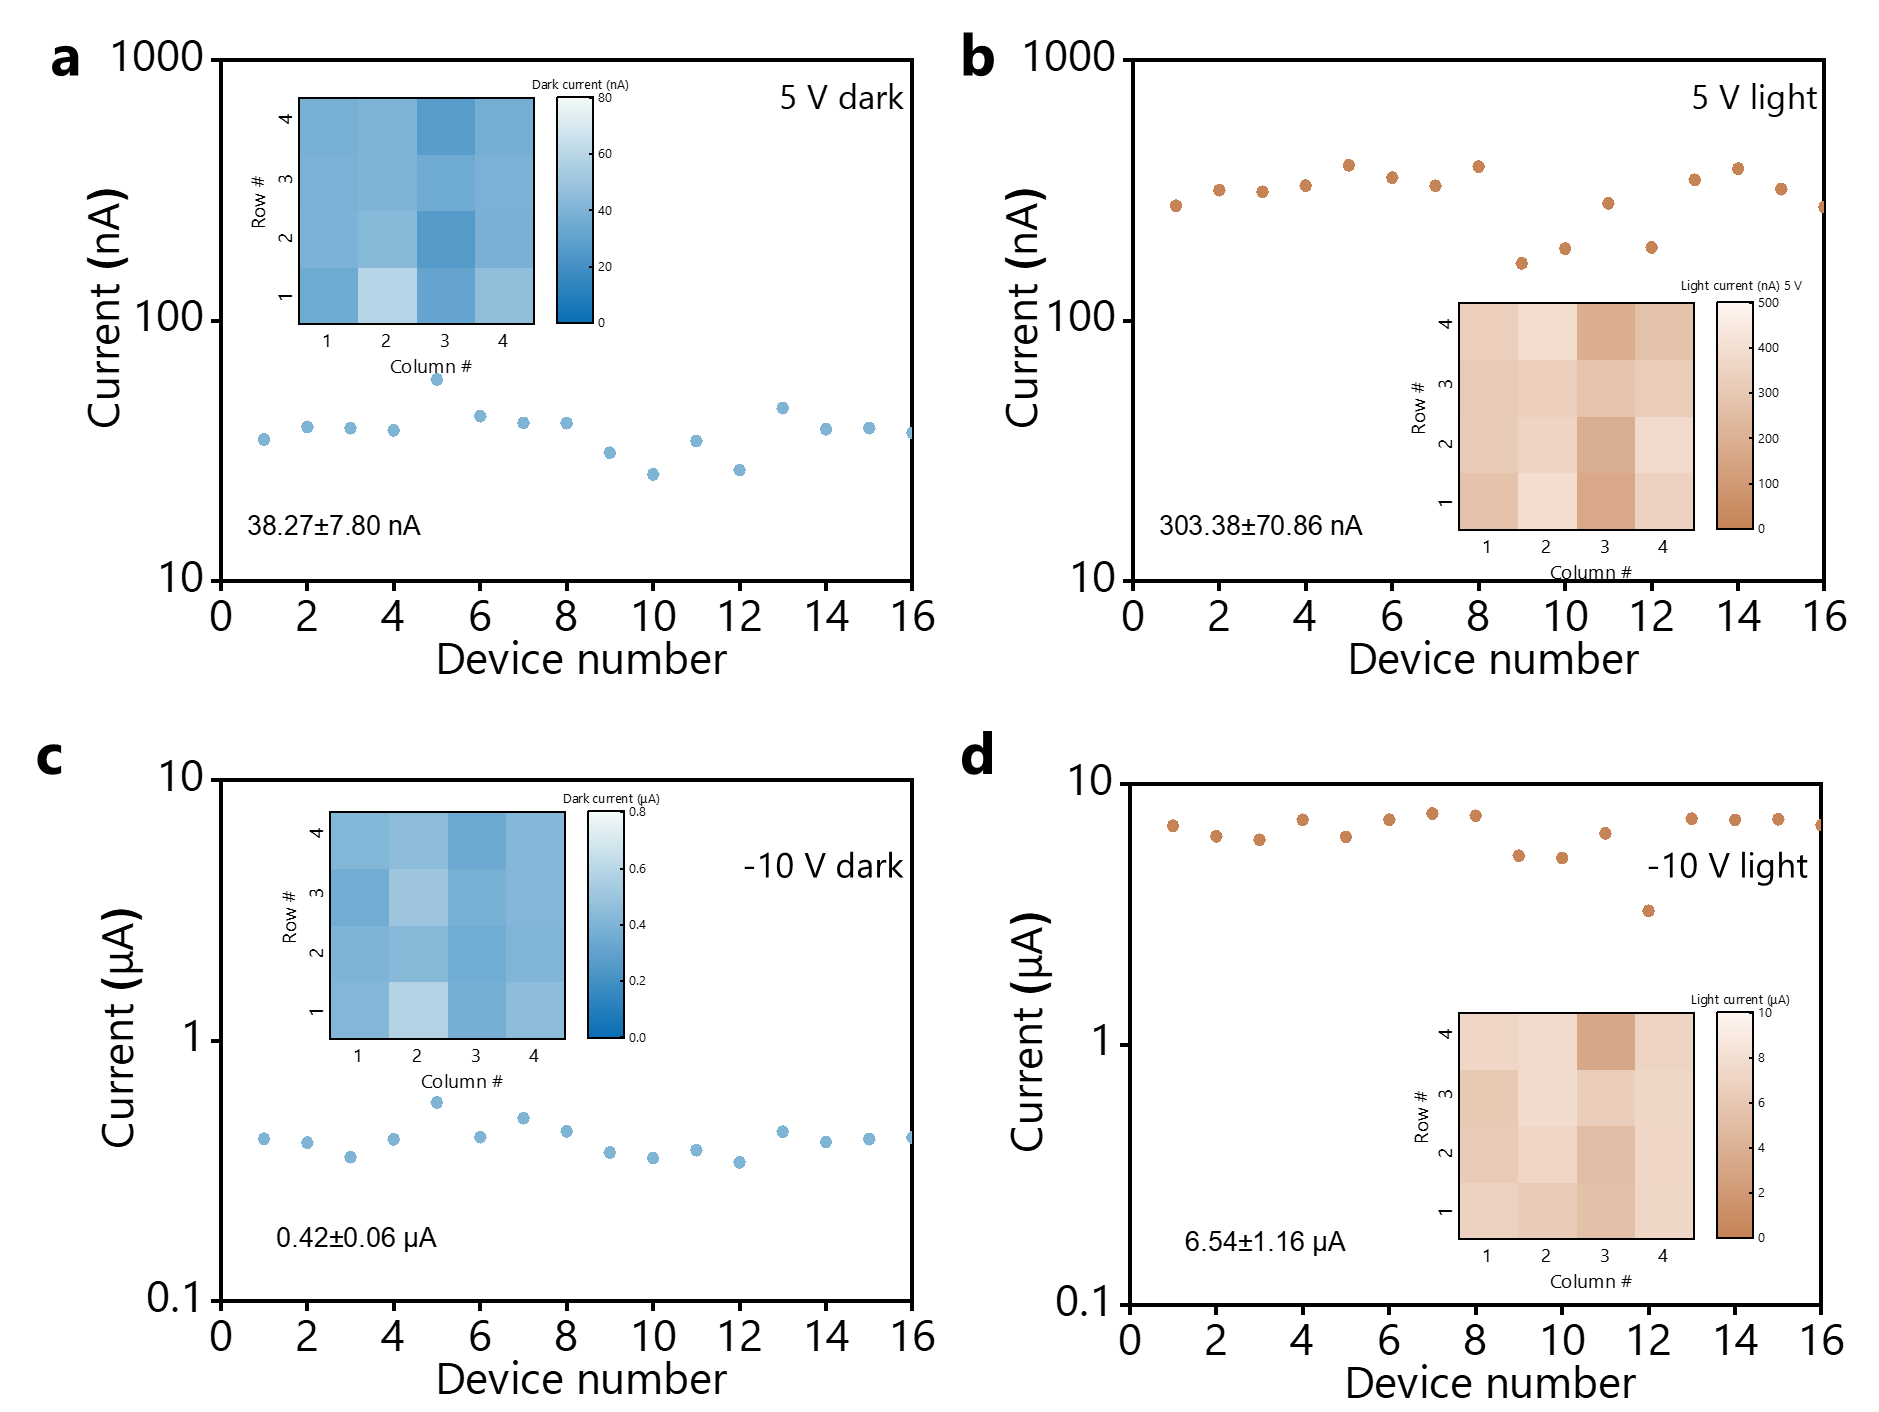 a
1000
100
10
Current (nA)
0 2 4 6 8 10 12 14 16
Device number
5 V dark
Dark current (nA)
80
60
40
20
0
Row #
4
3
2
1
1 2 3 4
Column #
38.27±7.80 nA
b
1000
100
10
Current (nA)
0 2 4 6 8 10 12 14 16
Device number
5 V light
Light current (nA) 5 V
500
400
300
200
100
0
Row #
4
3
2
1
1 2 3 4
Column #
303.38±70.86 nA
c
10
1
0.1
Current (µA)
0 2 4 6 8 10 12 14 16
Device number
-10 V dark
Dark current (µA)
0.8
0.6
0.4
0.2
0.0
Row #
4
3
2
1
1 2 3 4
Column #
0.42±0.06 µA
d
10
1
0.1
Current (µA)
0 2 4 6 8 10 12 14 16
Device number
-10 V light
Light current (µA)
10
8
6
4
2
0
Row #
4
3
2
1
1 2 3 4
Column #
6.54±1.16 µA